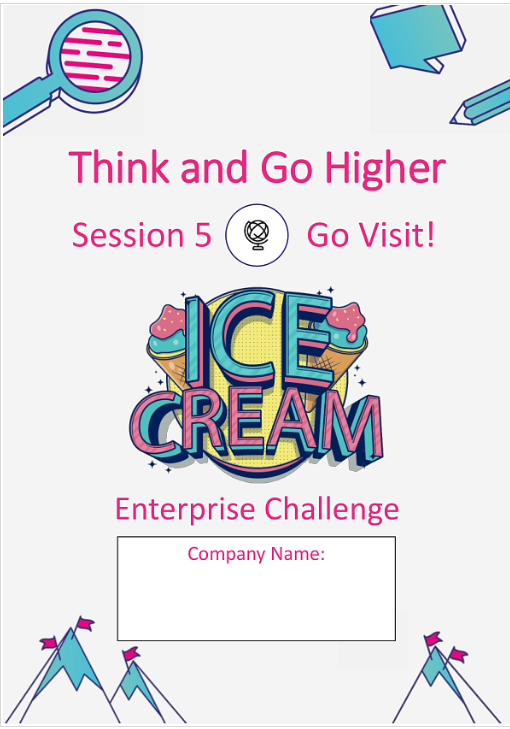 Think and Go Higher
Session 5 Go Visit!
ICE
CREAM
Enterprise Challenge
Company Name: